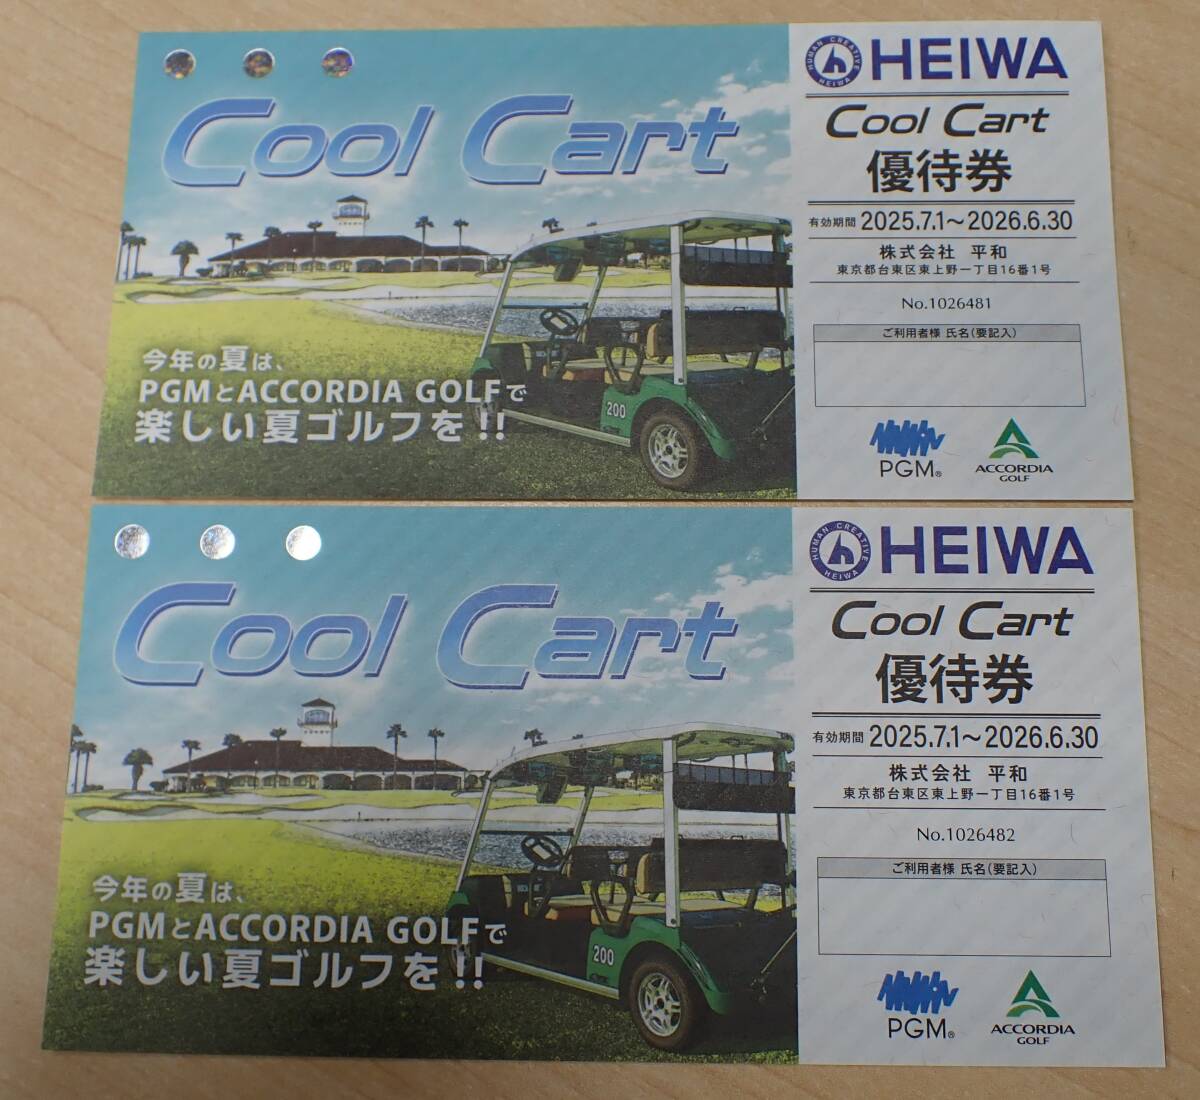 Cool Cart
今年の夏は、
PGMとACCORDIA GOLFで
楽しい夏ゴルフを!!
200
HUMAN CREATIVE
HEIWA
HEIWA
Cool Cart
優待券
有効期間 2025.7.1～2026.6.30
株式会社 平和
東京都台東区東上野一丁目16番1号
No.1026481
ご利用者様 氏名(要記入)
PGM®
ACCORDIA
GOLF
Cool Cart
今年の夏は、
PGMとACCORDIA GOLFで
楽しい夏ゴルフを!!
200
HUMAN CREATIVE
HEIWA
HEIWA
Cool Cart
優待券
有効期間 2025.7.1～2026.6.30
株式会社 平和
東京都台東区東上野一丁目16番1号
No.1026482
ご利用者様 氏名(要記入)
PGM®
ACCORDIA
GOLF